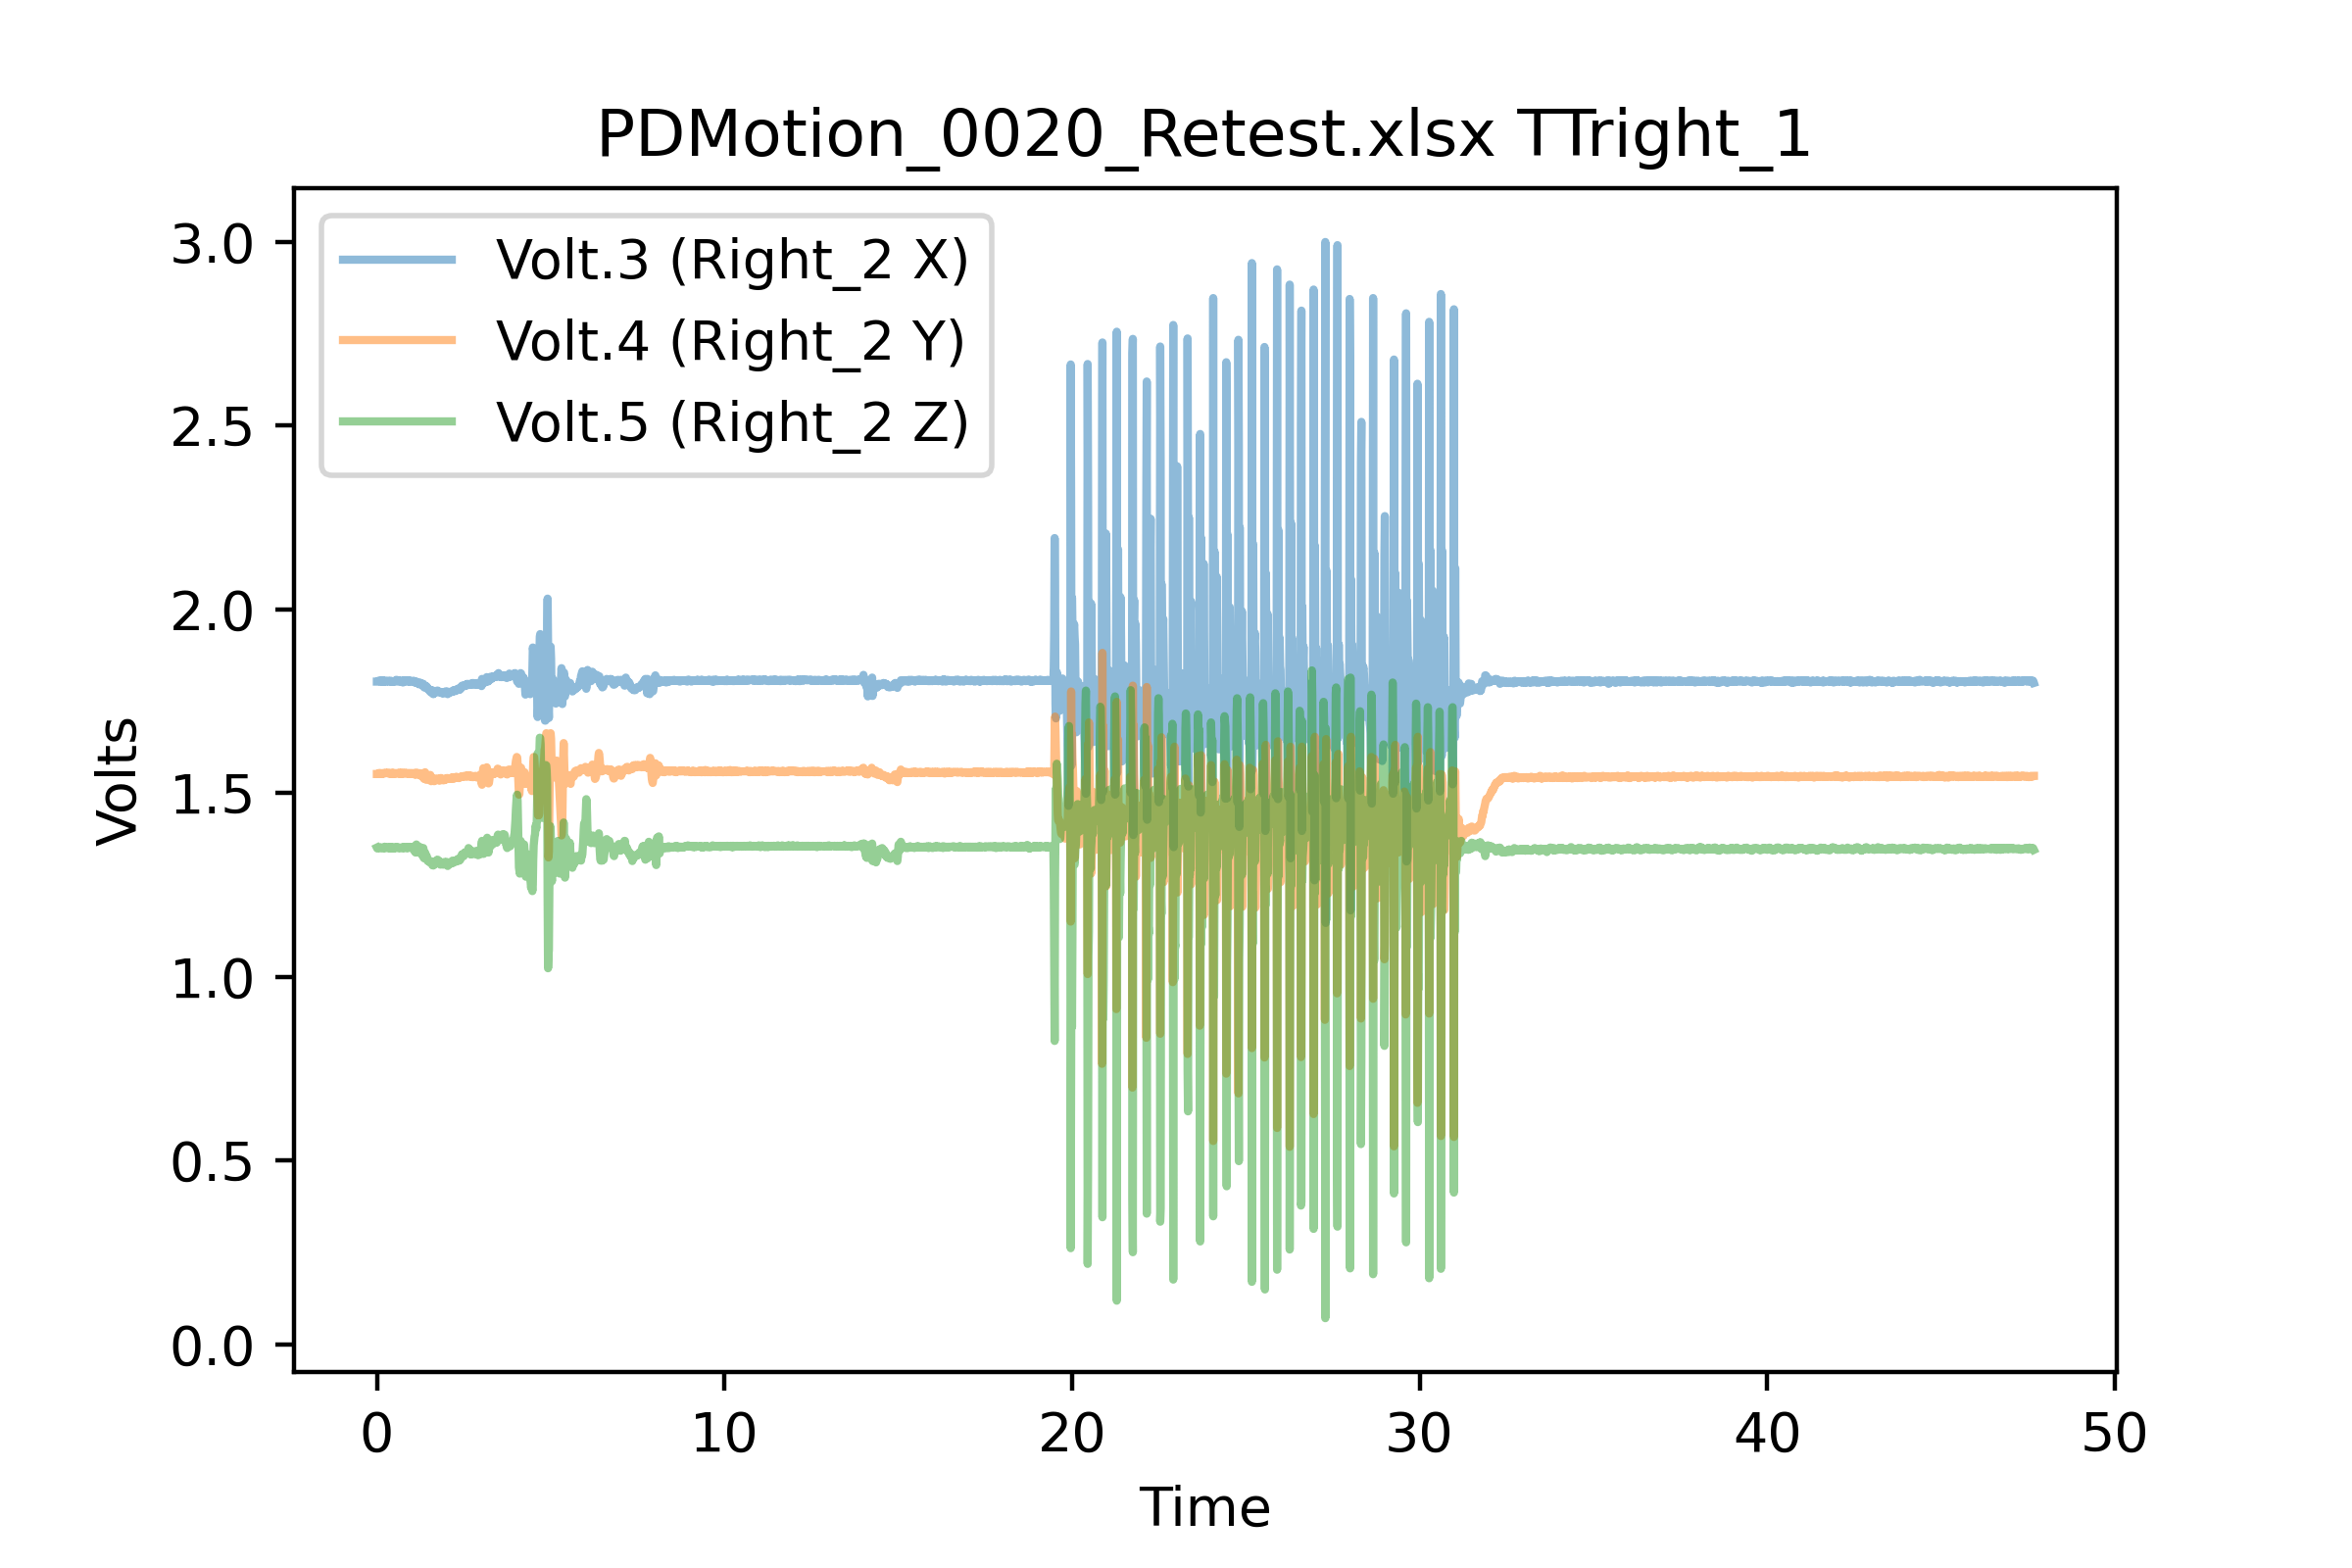 PDMotion_0020_Retest.xlsx TTright_1
Volt.3 (Right_2 X)
Volt.4 (Right_2 Y)
Volt.5 (Right_2 Z)
3.0
2.5
2.0
1.5
1.0
0.5
0.0
Volts
0 10 20 30 40 50
Time